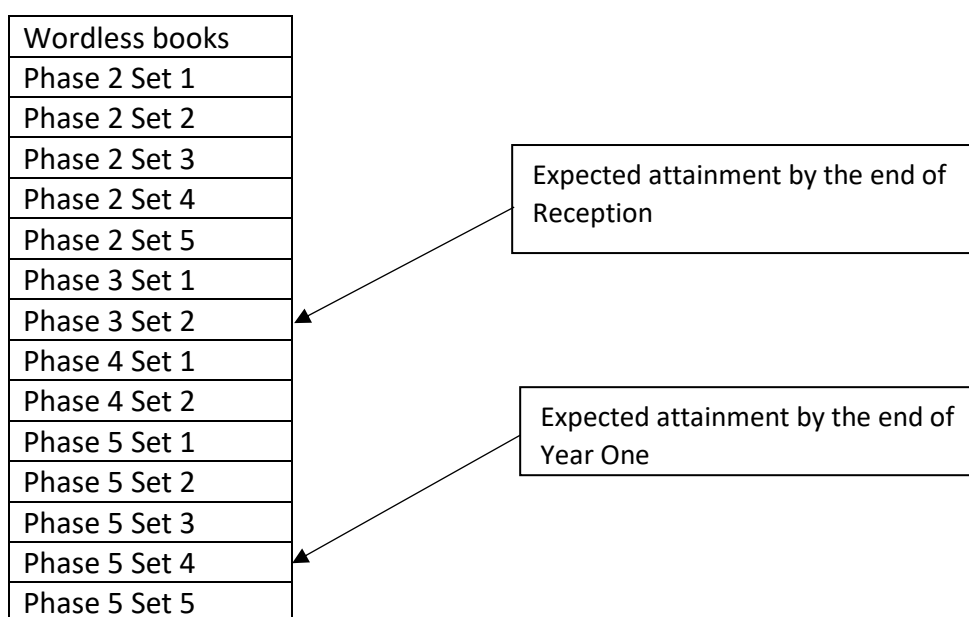 Wordless books
Phase 2 Set 1
Phase 2 Set 2
Phase 2 Set 3
Phase 2 Set 4
Phase 2 Set 5
Phase 3 Set 1
Phase 3 Set 2
Phase 4 Set 1
Phase 4 Set 2
Phase 5 Set 1
Phase 5 Set 2
Phase 5 Set 3
Phase 5 Set 4
Phase 5 Set 5
Expected attainment by the end of
Reception
Expected attainment by the end of
Year One